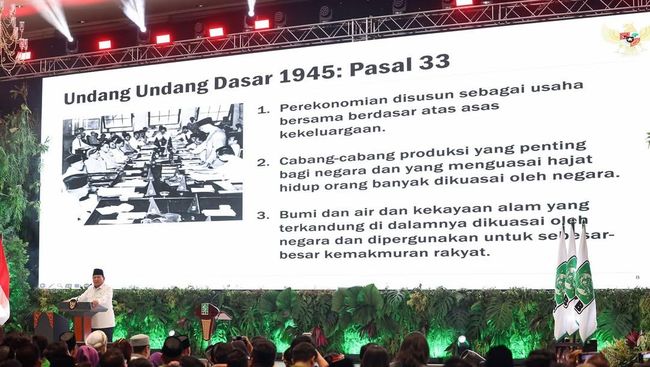 Undang Undang Dasar 1945: Pasal 33
1. Perekonomian disusun sebagai usaha
bersama berdasar atas asas
kekeluargaan.
2. Cabang-cabang produksi yang penting
bagi negara dan yang menguasai hajat
hidup orang banyak dikuasai oleh negara.
3. Bumi dan air dan kekayaan alam yang
terkandung di dalamnya dikuasi oleh
negara dan dipergunakan untuk sebesar-
besar kemakmuran rakyat.
8